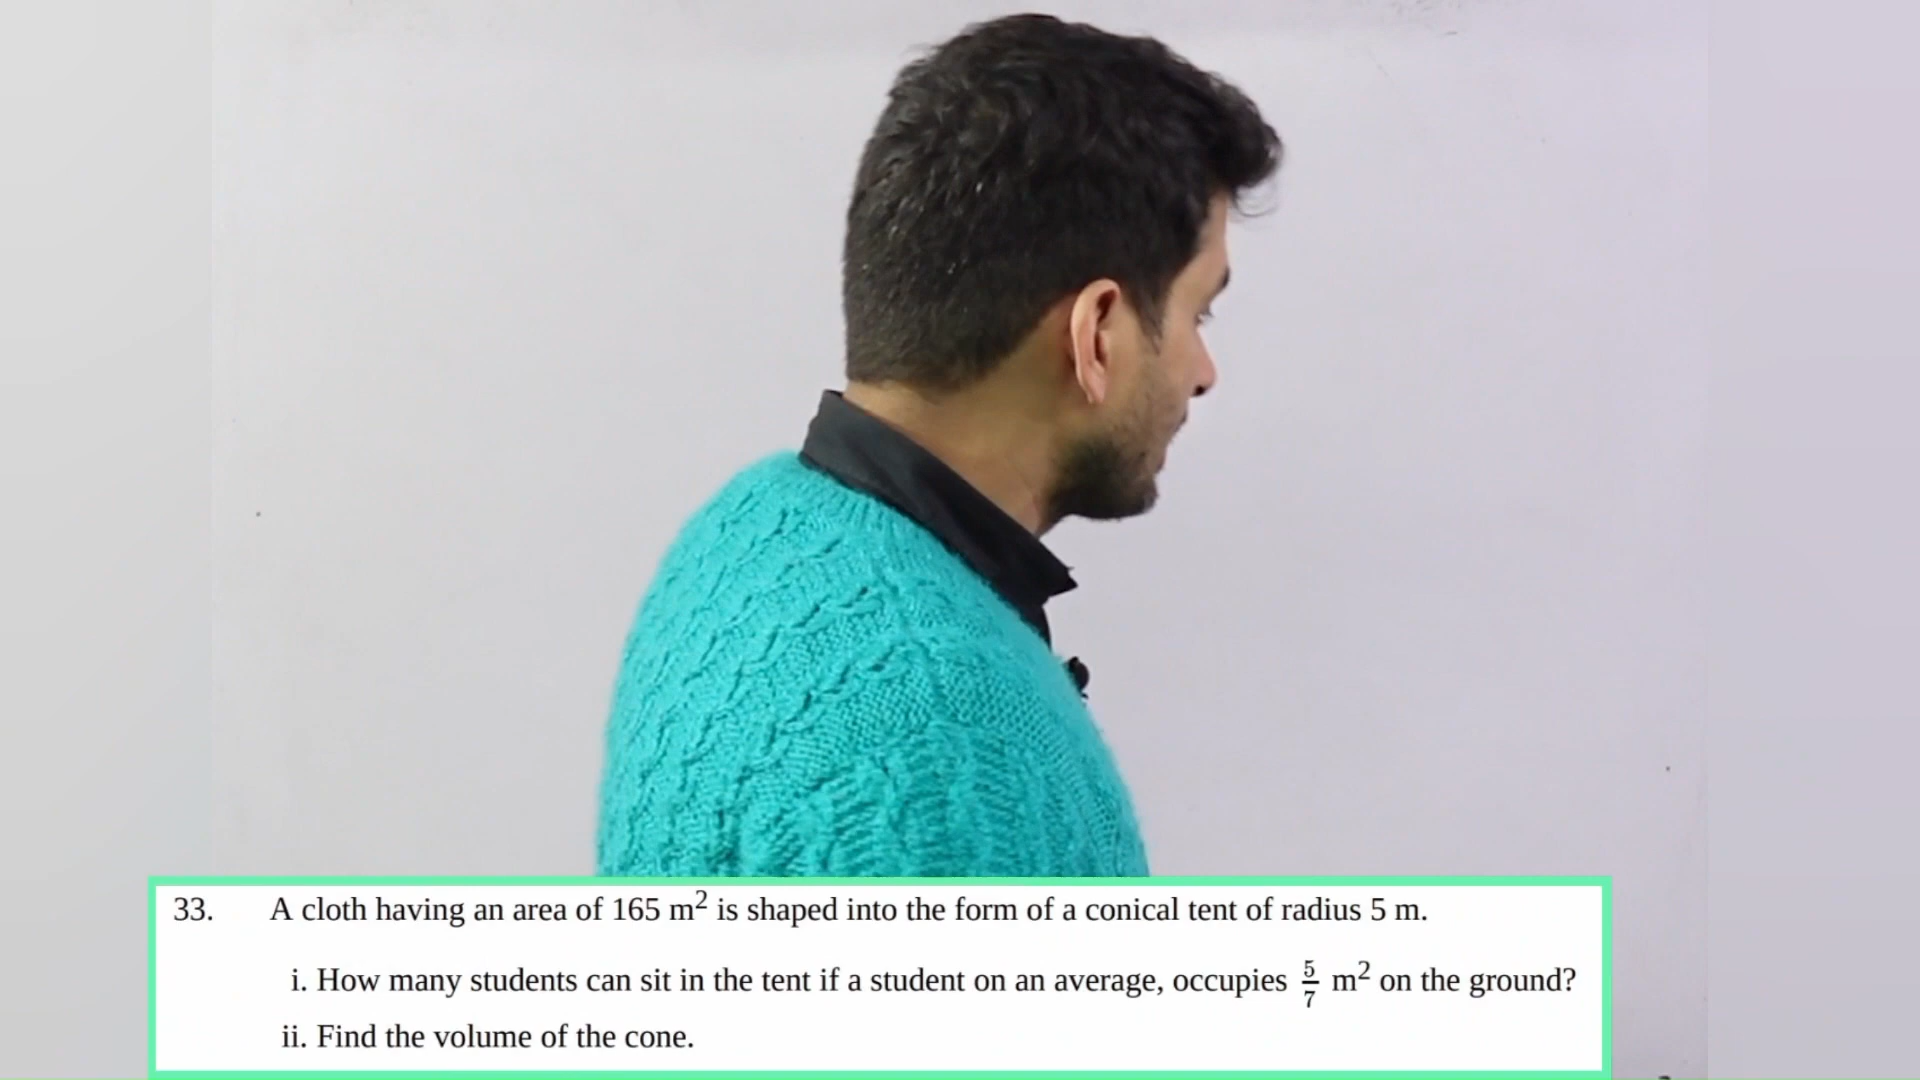 33. A cloth having an area of 165 m² is shaped into the form of a conical tent of radius 5 m.
i. How many students can sit in the tent if a student on an average, occupies 5/7 m² on the ground?
ii. Find the volume of the cone.